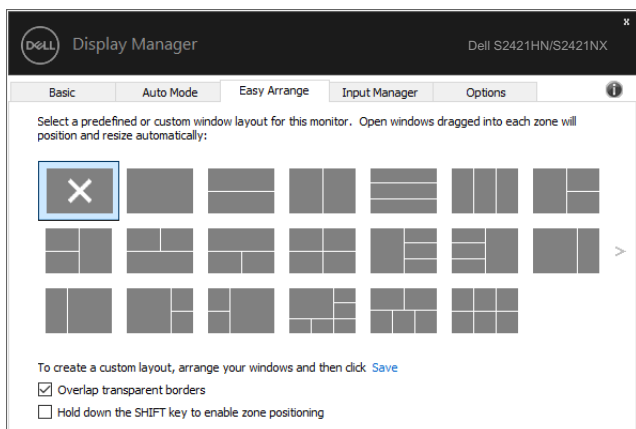 x
DELL Display Manager Dell S2421HN/S2421NX
Basic Auto Mode Easy Arrange Input Manager Options i
Select a predefined or custom window layout for this monitor. Open windows dragged into each zone will
position and resize automatically:
>
To create a custom layout, arrange your windows and then click Save
Overlap transparent borders
Hold down the SHIFT key to enable zone positioning